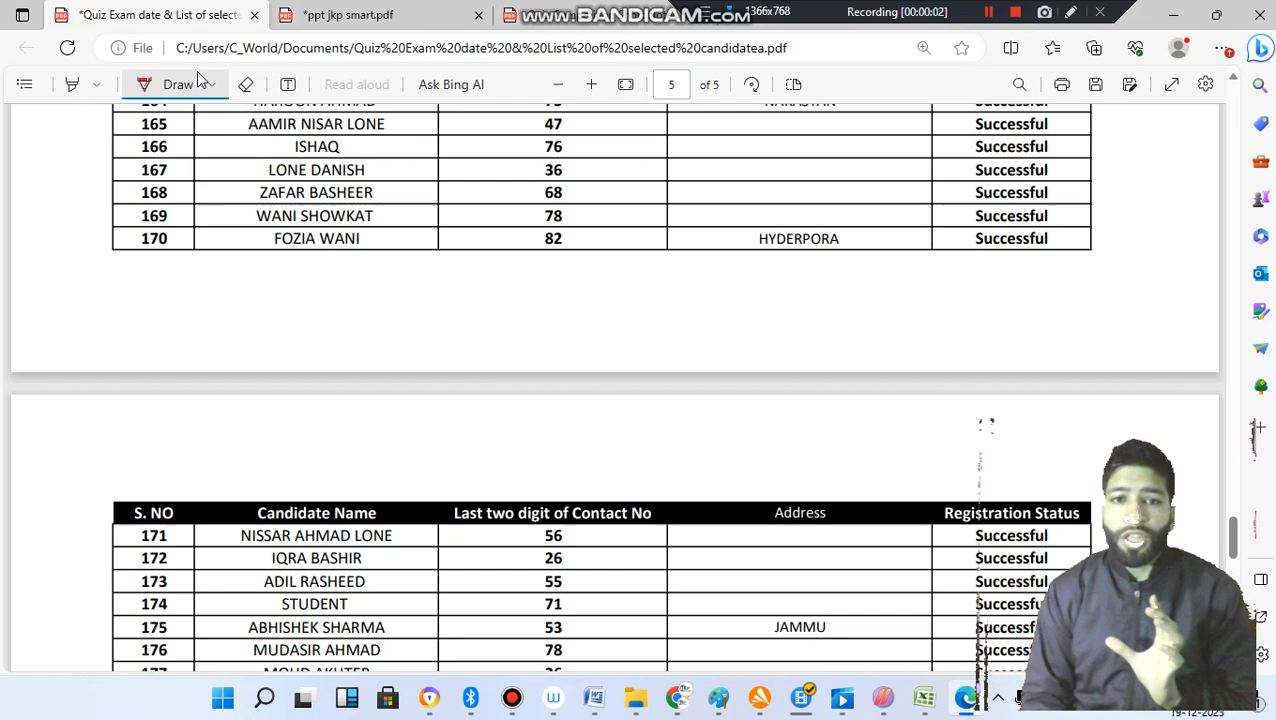 *Quiz Exam date & List of selecte
*ppt jkp smart.pdf
www.BANDICAM.com
1366x768
Recording [00:00:02]
File
C:/Users/C_World/Documents/Quiz%20Exam%20date%20&%20List%20of%20selected%20candidatea.pdf
Draw
Read aloud
Ask Bing AI
5
of 5
165 AAMIR NISAR LONE 47 Successful
166 ISHAQ 76 Successful
167 LONE DANISH 36 Successful
168 ZAFAR BASHEER 68 Successful
169 WANI SHOWKAT 78 Successful
170 FOZIA WANI 82 HYDERPORA Successful
S. NO Candidate Name Last two digit of Contact No Address Registration Status
171 NISSAR AHMAD LONE 56 Successful
172 IQRA BASHIR 26 Successful
173 ADIL RASHEED 55 Successful
174 STUDENT 71
175 ABHISHEK SHARMA 53 JAMMU
176 MUDASIR AHMAD 78
19-12-2023